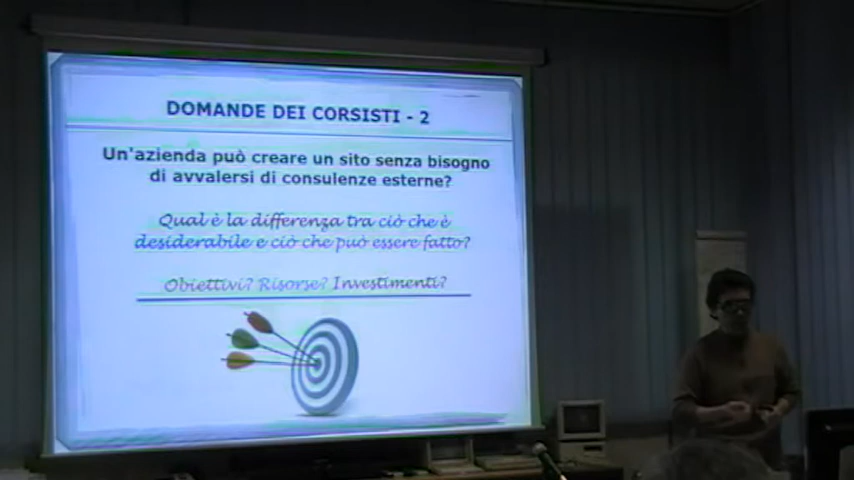 DOMANDE DEI CORSISTI - 2
Un'azienda può creare un sito senza bisogno
di avvalersi di consulenze esterne?
Qual è la differenza tra ciò che è
desiderabile e ciò che può essere fatto?
Obiettivi? Risorse? Investimenti?